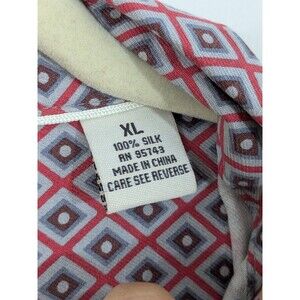 XL
100% SILK
RN 95743
MADE IN CHINA
CARE SEE REVERSE